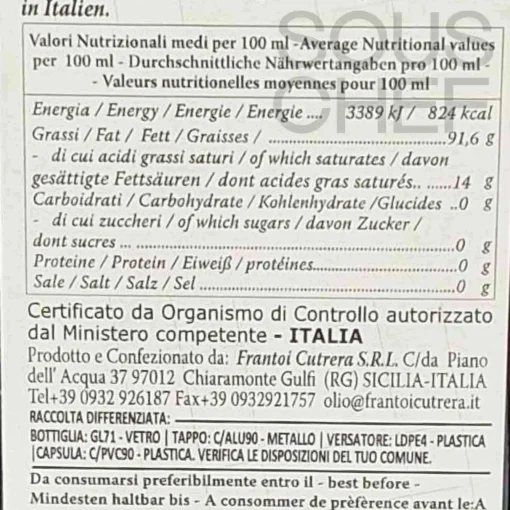 in Italien.
SOUS
CHEF
Valori Nutrizionali medi per 100 ml -Average Nutritional values
per 100 ml - Durchschnittliche Nährwertangaben pro 100 ml -
- Valeurs nutritionelles moyennes pour 100 ml
Energia / Energy / Energie / Energie .... 3389 kJ / 824 kcal
Grassi / Fat / Fett / Graisses / ................................91,6 g
- di cui acidi grassi saturi / of which saturates / davon
gesättigte Fettsäuren / dont acides gras saturés.. ......14 g
Carboidrati / Carbohydrate / Kohlenhydrate /Glucides ..0 g
- di cui zuccheri / of which sugars / davon Zucker /
dont sucres ... ......................................................0 g
Proteine / Protein / Eiweiß / protéines.........................0 g
Sale / Salt / Salz / Sel .............................................0 g
Certificato da Organismo di Controllo autorizzato
dal Ministero competente - ITALIA
Prodotto e Confezionato da: Frantoi Cutrera S.R.L. C/da Piano
dell' Acqua 37 97012 Chiaramonte Gulfi (RG) SICILIA-ITALIA
Tel+39 0932 926187 Fax+39 0932921757 olio@frantoicutrera.it
RACCOLTA DIFFERENZIATA:
BOTTIGLIA: GL71 - VETRO | TAPPO: C/ALU90 - METALLO | VERSATORE: LDPE4 - PLASTICA
|CAPSULA: C/PVC90 - PLASTICA. VERIFICA LE DISPOSIZIONI DEL TUO COMUNE.
Da consumarsi preferibilmente entro il - best before -
Mindesten haltbar bis - A consommer de prèfèrence avant le:A